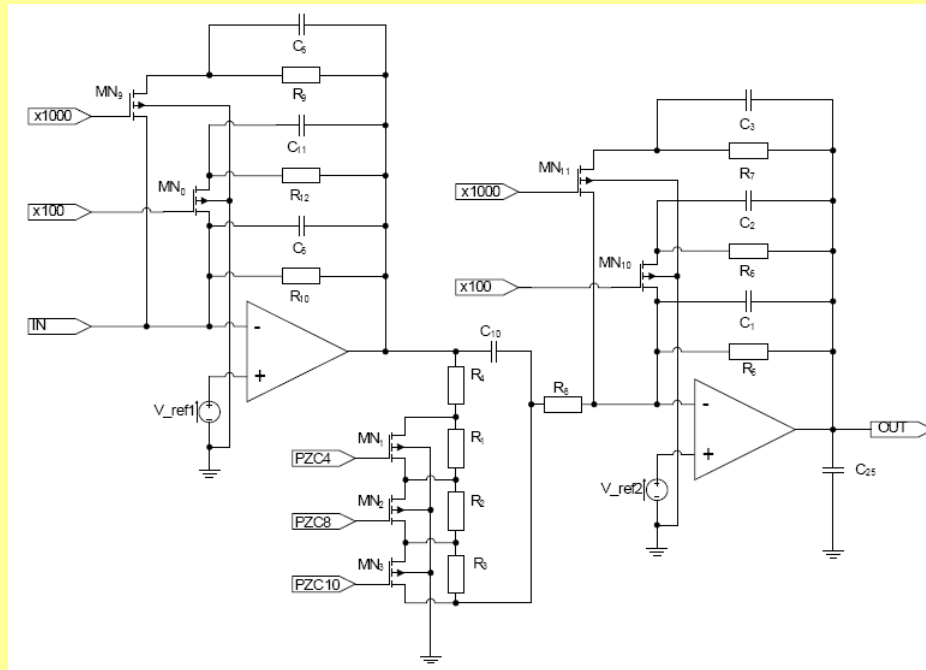 C₅
R₉
MN₉
x1000
C₁₁
MN₀
R₁₂
x100
C₅
R₁₀
IN
-
+
V_ref1
C₁₀
R₄
R₈
MN₁
R₁
PZC4
MN₂
R₂
PZC8
MN₃
R₃
PZC10
C₃
R₇
MN₁₁
x1000
C₂
R₅
MN₁₀
x100
C₁
R₆
-
+
V_ref2
OUT
C₂₅